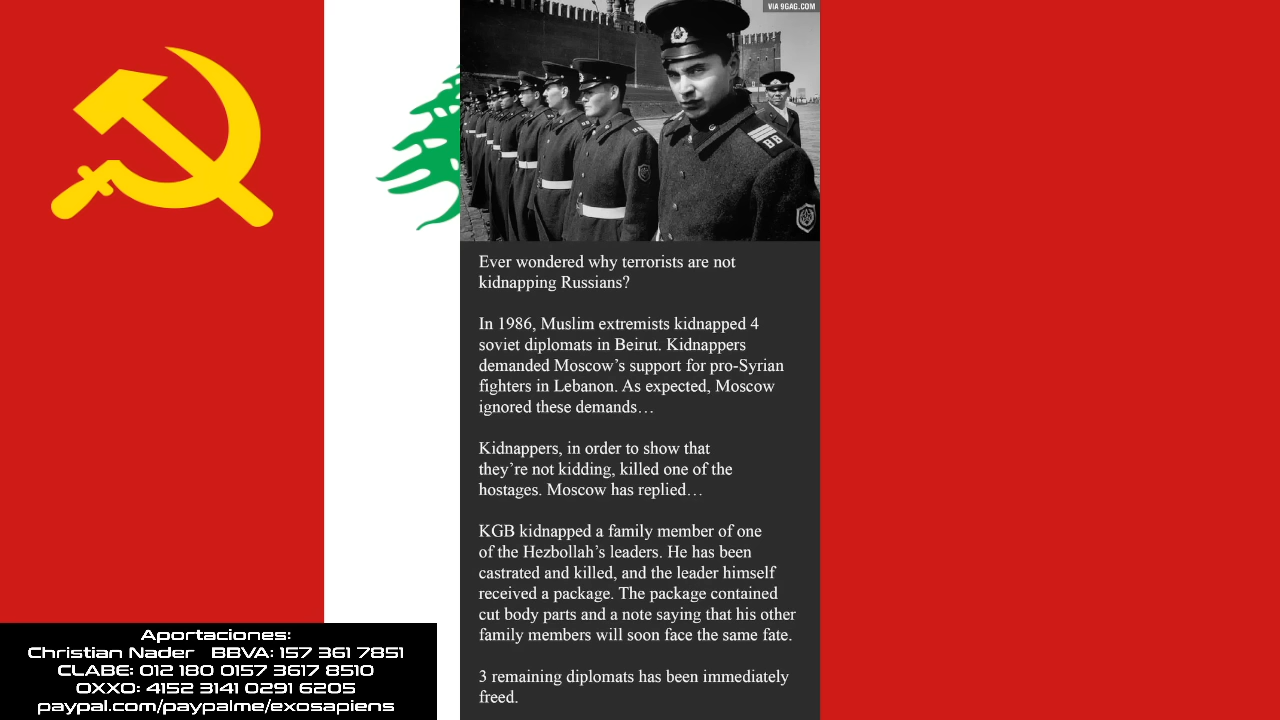 VIA 9GAG.COM
BB
Ever wondered why terrorists are not
kidnapping Russians?
In 1986, Muslim extremists kidnapped 4
soviet diplomats in Beirut. Kidnappers
demanded Moscow's support for pro-Syrian
fighters in Lebanon. As expected, Moscow
ignored these demands…
Kidnappers, in order to show that
they're not kidding, killed one of the
hostages. Moscow has replied…
KGB kidnapped a family member of one
of the Hezbollah's leaders. He has been
castrated and killed, and the leader himself
received a package. The package contained
cut body parts and a note saying that his other
family members will soon face the same fate.
3 remaining diplomats has been immediately
freed.
Aportaciones:
Christian Nader BBVA: 157 361 7851
CLABE: 012 180 0157 3617 8510
OXXO: 4152 3141 0291 6205
paypal.com/paypalme/exosapiens